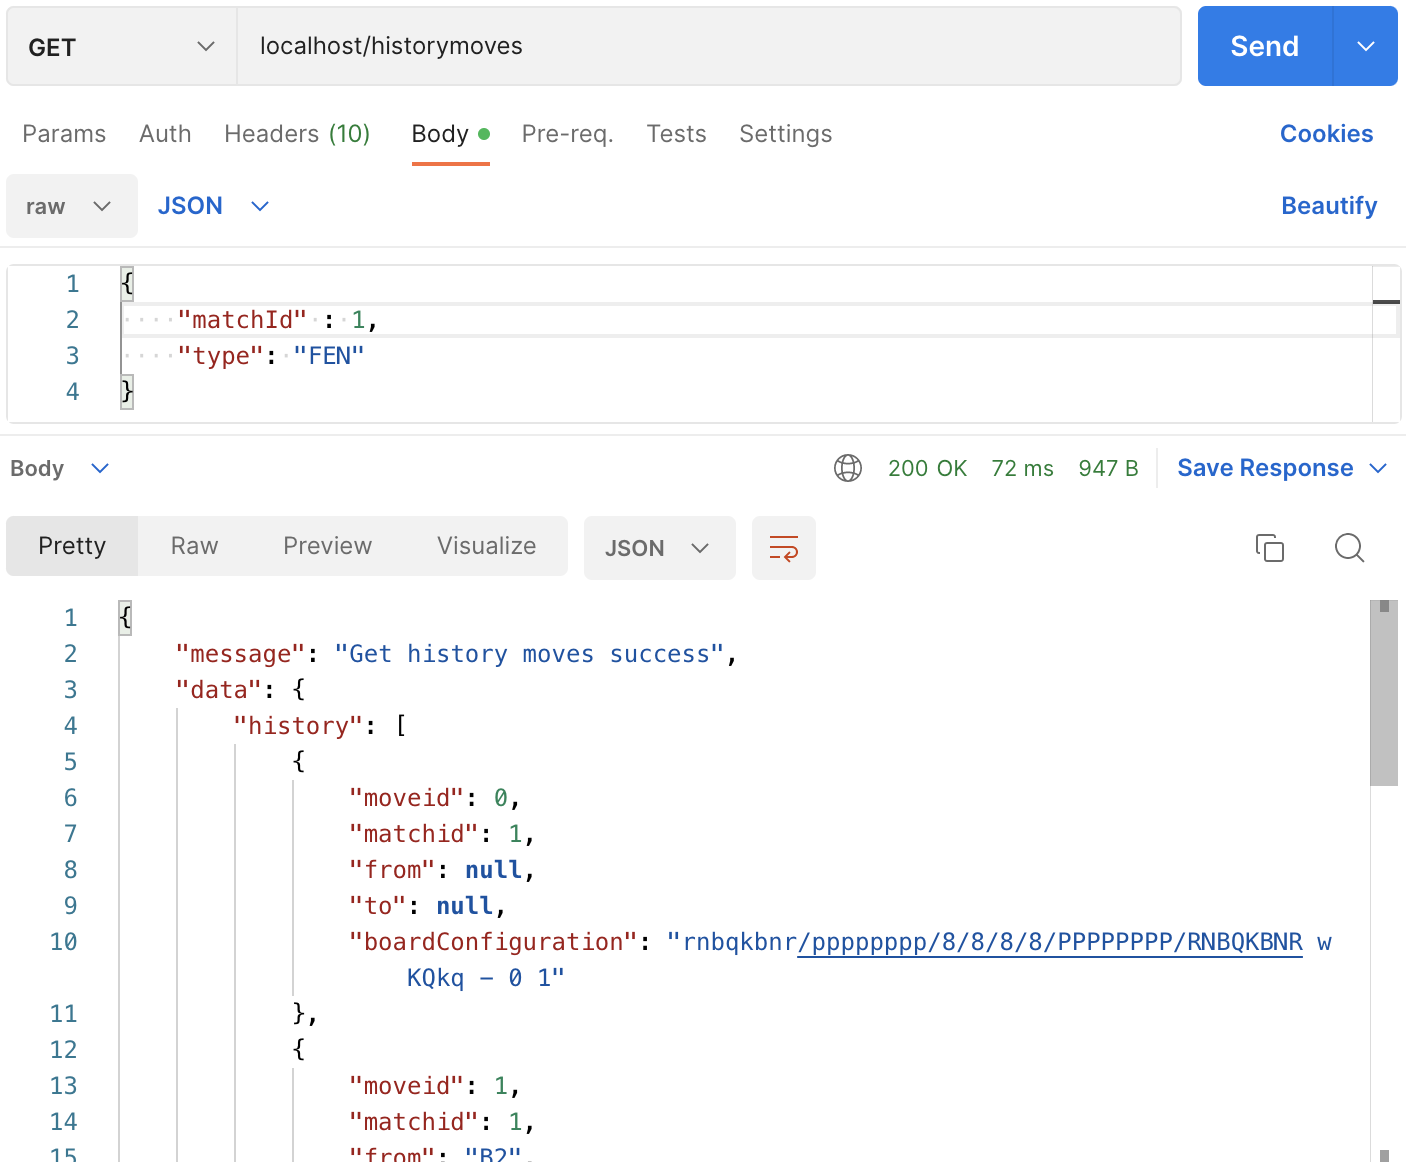 GET localhost/historymoves Send
Params Auth Headers (10) Body Pre-req. Tests Settings Cookies
raw JSON Beautify
1 {
2 "matchId" : 1,
3 "type": "FEN"
4 }
Body 200 OK 72 ms 947 B Save Response
Pretty Raw Preview Visualize JSON
1 {
2 "message": "Get history moves success",
3 "data": {
4 "history": [
5 {
6 "moveid": 0,
7 "matchid": 1,
8 "from": null,
9 "to": null,
10 "boardConfiguration": "rnbqkbnr/pppppppp/8/8/8/8/PPPPPPPP/RNBQKBNR w
KQkq – 0 1"
11 },
12 {
13 "moveid": 1,
14 "matchid": 1,
15 "from": "B2",